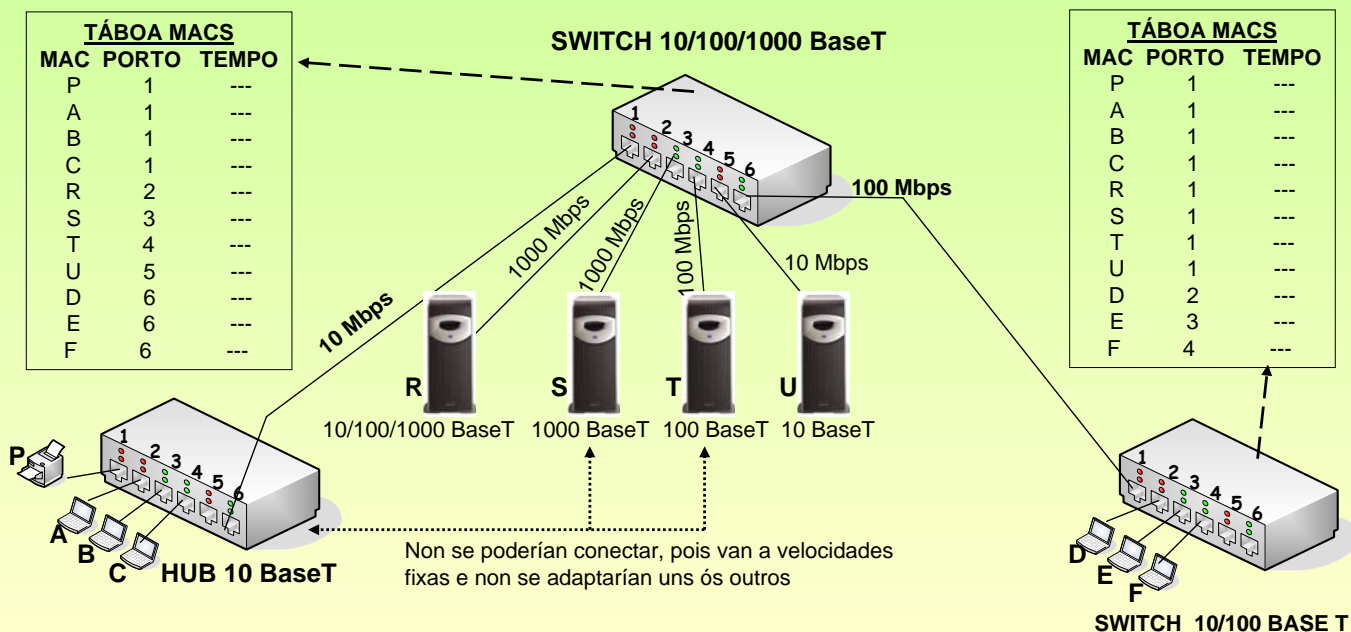 TÁBOA MACS
MAC PORTO TEMPO
P 1 ---
A 1 ---
B 1 ---
C 1 ---
R 2 ---
S 3 ---
T 4 ---
U 5 ---
D 6 ---
E 6 ---
F 6 ---
SWITCH 10/100/1000 BaseT
1 2 3 4 5 6
TÁBOA MACS
MAC PORTO TEMPO
P 1 ---
A 1 ---
B 1 ---
C 1 ---
R 1 ---
S 1 ---
T 1 ---
U 1 ---
D 2 ---
E 3 ---
F 4 ---
10 Mbps
1000 Mbps
1000 Mbps
100 Mbps
10 Mbps
100 Mbps
R
S
T
U
10/100/1000 BaseT
1000 BaseT
100 BaseT
10 BaseT
1 2 3 4 5 6
P
A
B
C
HUB 10 BaseT
Non se poderían conectar, pois van a velocidades
fixas e non se adaptarían uns ós outros
1 2 3 4 5 6
D
E
F
SWITCH 10/100 BASE T